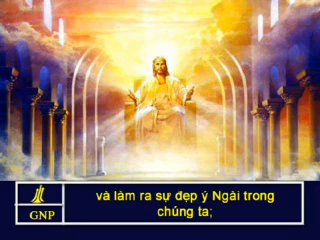 và làm ra sự đẹp ý Ngài trong
chúng ta;
GNP